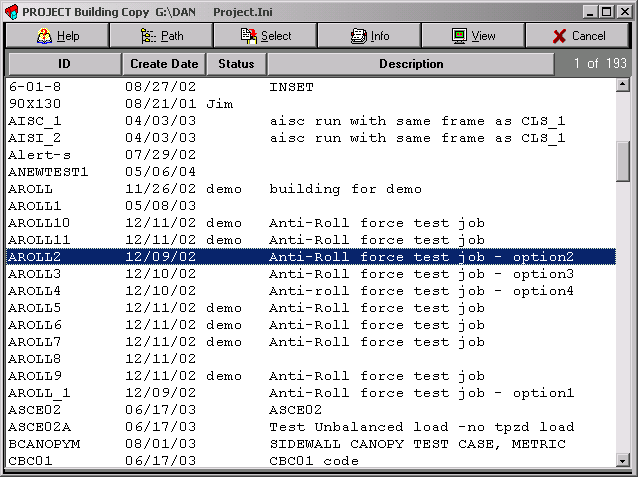 PROJECT Building Copy G:\DAN Project.Ini
Help Path Select Info View Cancel
ID Create Date Status Description 1 of 193
6-01-8 08/27/02 INSET
90X130 08/21/01 Jim
AISC_1 04/03/03 aisc run with same frame as CLS_1
AISI_2 04/03/03 aisc run with same frame as CLS_1
Alert-s 07/29/02
ANEWTEST1 05/06/04
AROLL 11/26/02 demo building for demo
AROLL1 05/08/03
AROLL10 12/11/02 demo Anti-Roll force test job
AROLL11 12/11/02 demo Anti-Roll force test job
AROLL2 12/09/02 Anti-Roll force test job - option2
AROLL3 12/10/02 Anti-Roll force test job - option3
AROLL4 12/10/02 Anti-roll force test job - option4
AROLL5 12/11/02 demo Anti-Roll force test job
AROLL6 12/11/02 demo Anti-Roll force test job
AROLL7 12/11/02 demo Anti-Roll force test job
AROLL8 12/11/02
AROLL9 12/11/02 demo Anti-Roll force test job
AROLL_1 12/09/02 Anti-Roll force test job - option1
ASCE02 06/17/03 ASCE02
ASCE02A 06/17/03 Test Unbalanced load -no tpzd load
BCANOPYM 08/01/03 SIDEWALL CANOPY TEST CASE, METRIC
CBC01 06/17/03 CBC01 code